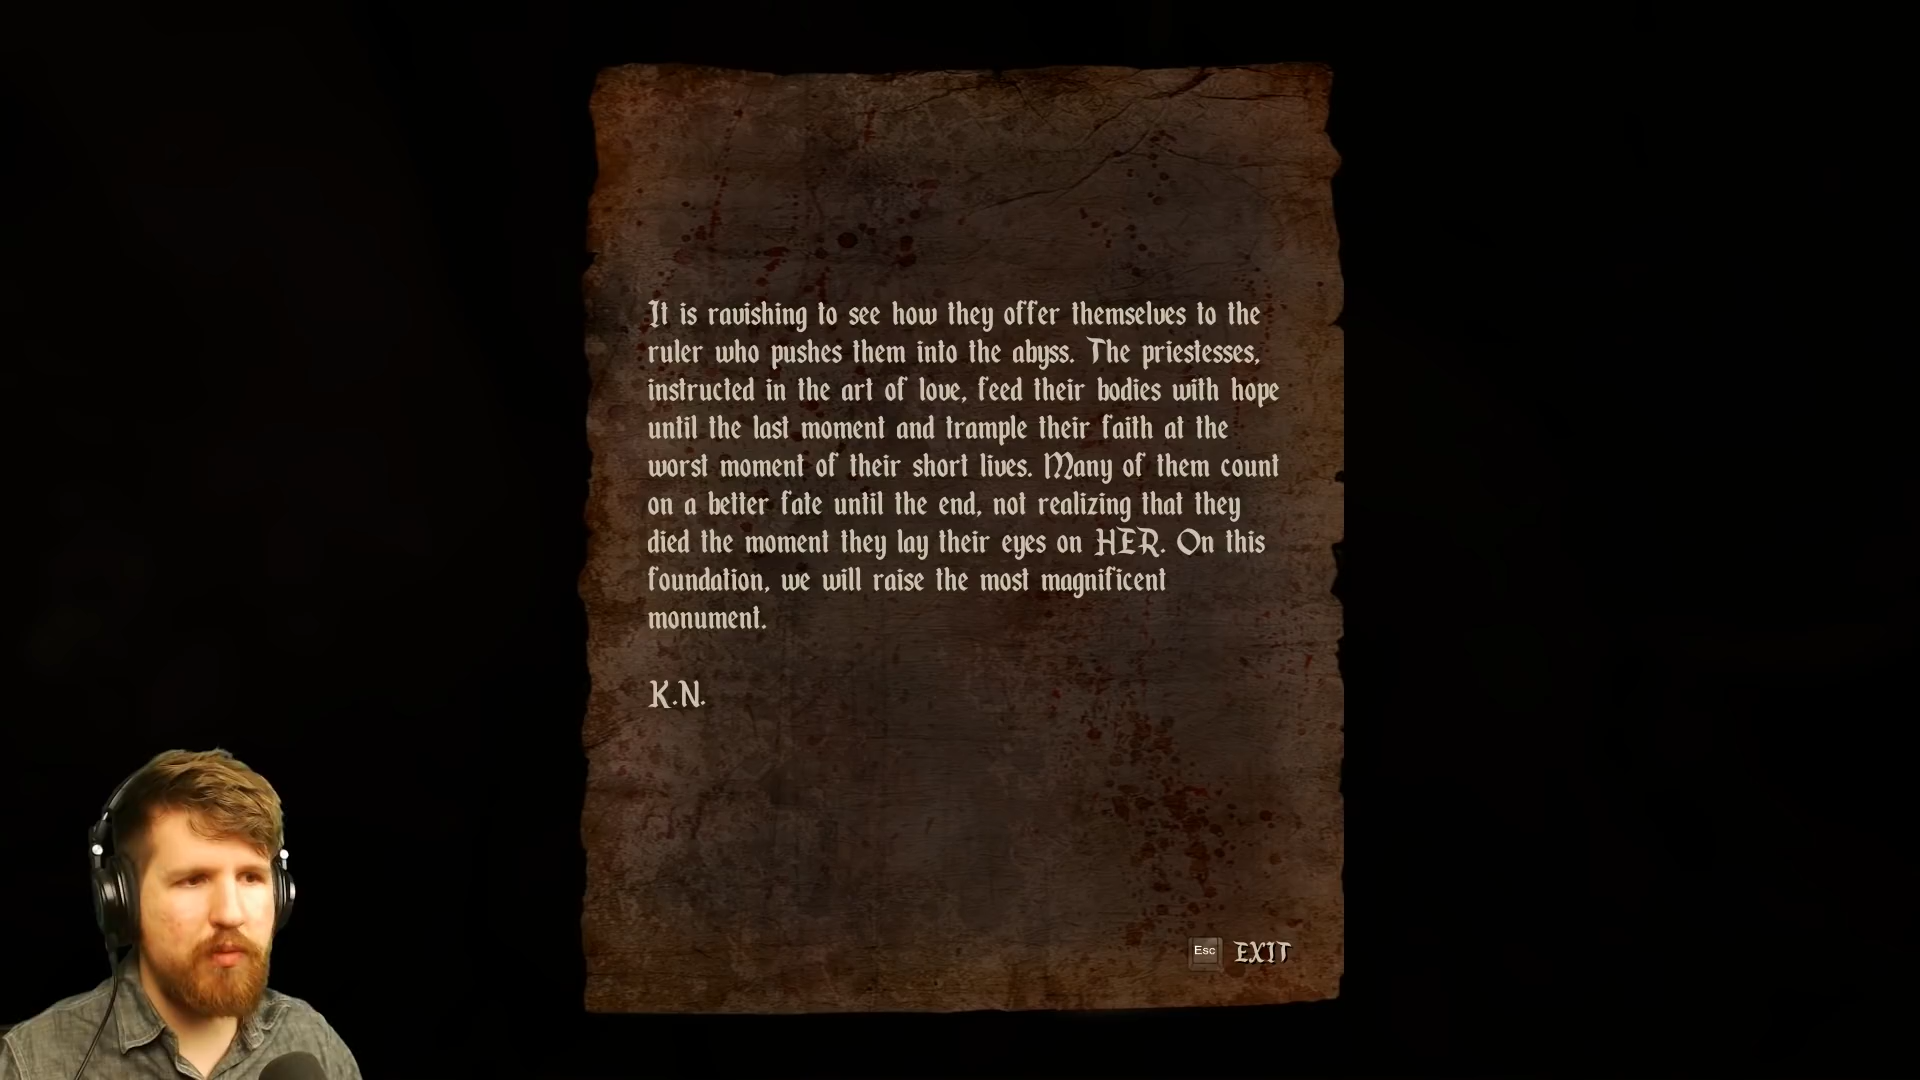 It is ravishing to see how they offer themselves to the
ruler who pushes them into the abyss. The priestesses,
instructed in the art of love, feed their bodies with hope
until the last moment and trample their faith at the
worst moment of their short lives. Many of them count
on a better fate until the end, not realizing that they
died the moment they lay their eyes on HER. On this
foundation, we will raise the most magnificent
monument.
K.N.
Esc EXIT